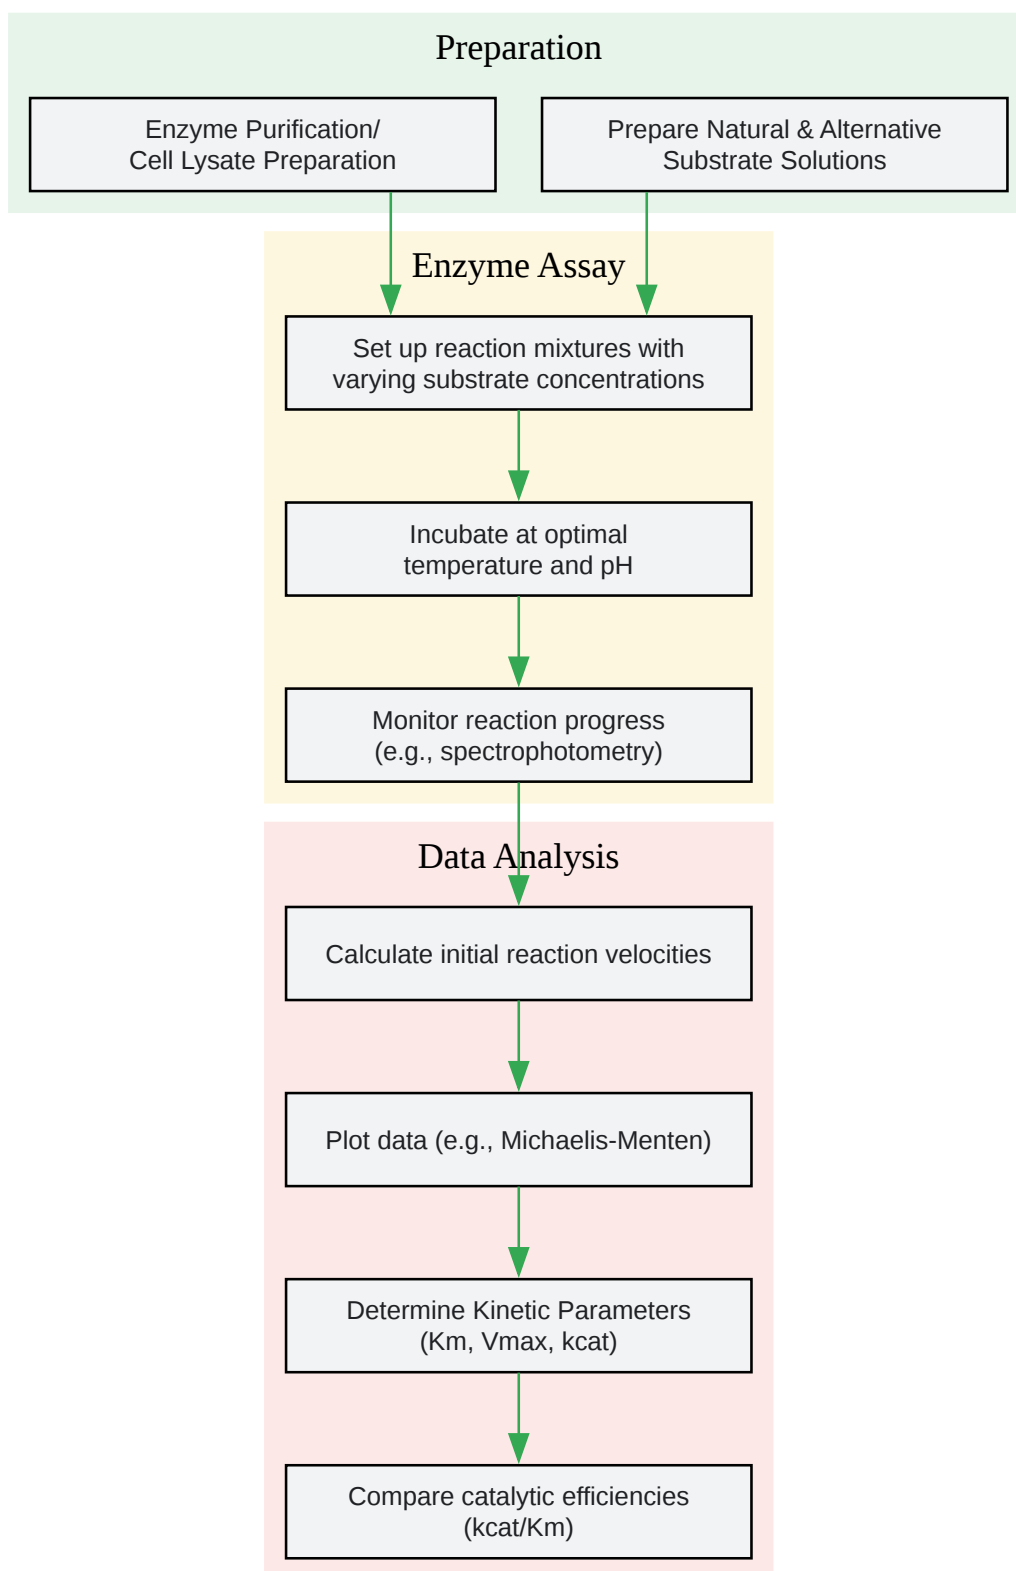 Preparation
Enzyme Purification/
Cell Lysate Preparation
Prepare Natural & Alternative
Substrate Solutions
Enzyme Assay
Set up reaction mixtures with
varying substrate concentrations
Incubate at optimal
temperature and pH
Monitor reaction progress
(e.g., spectrophotometry)
Data Analysis
Calculate initial reaction velocities
Plot data (e.g., Michaelis-Menten)
Determine Kinetic Parameters
(Km, Vmax, kcat)
Compare catalytic efficiencies
(kcat/Km)